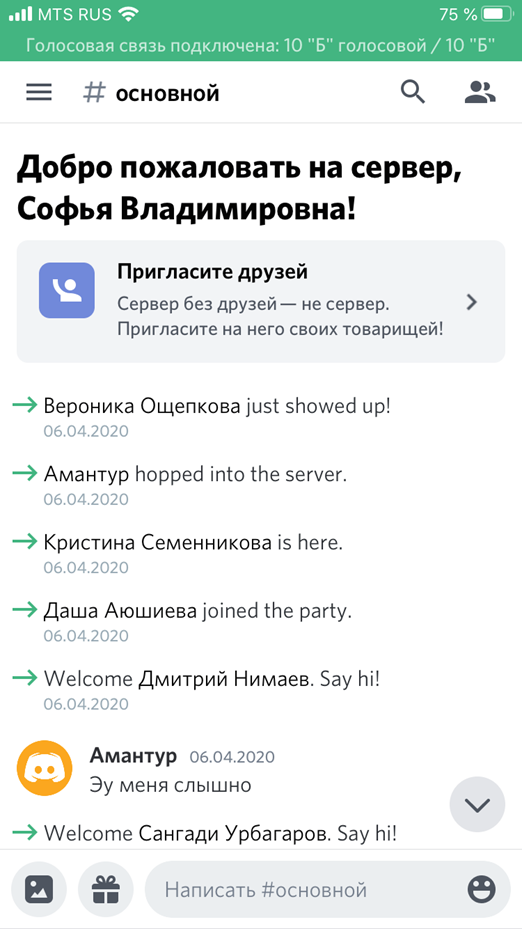 MTS RUS
75 %
Голосовая связь подключена: 10 "Б" голосовой / 10 "Б"
# основной
Добро пожаловать на сервер,
Софья Владимировна!
Пригласите друзей
Сервер без друзей — не сервер.
Пригласите на него своих товарищей!
Вероника Ощепкова just showed up!
06.04.2020
Амантур hopped into the server.
06.04.2020
Кристина Семенникова is here.
06.04.2020
Даша Аюшиева joined the party.
06.04.2020
Welcome Дмитрий Нимаев. Say hi!
06.04.2020
Амантур 06.04.2020
Эу меня слышно
Welcome Сангади Урбагаров. Say hi!
Написать #основной